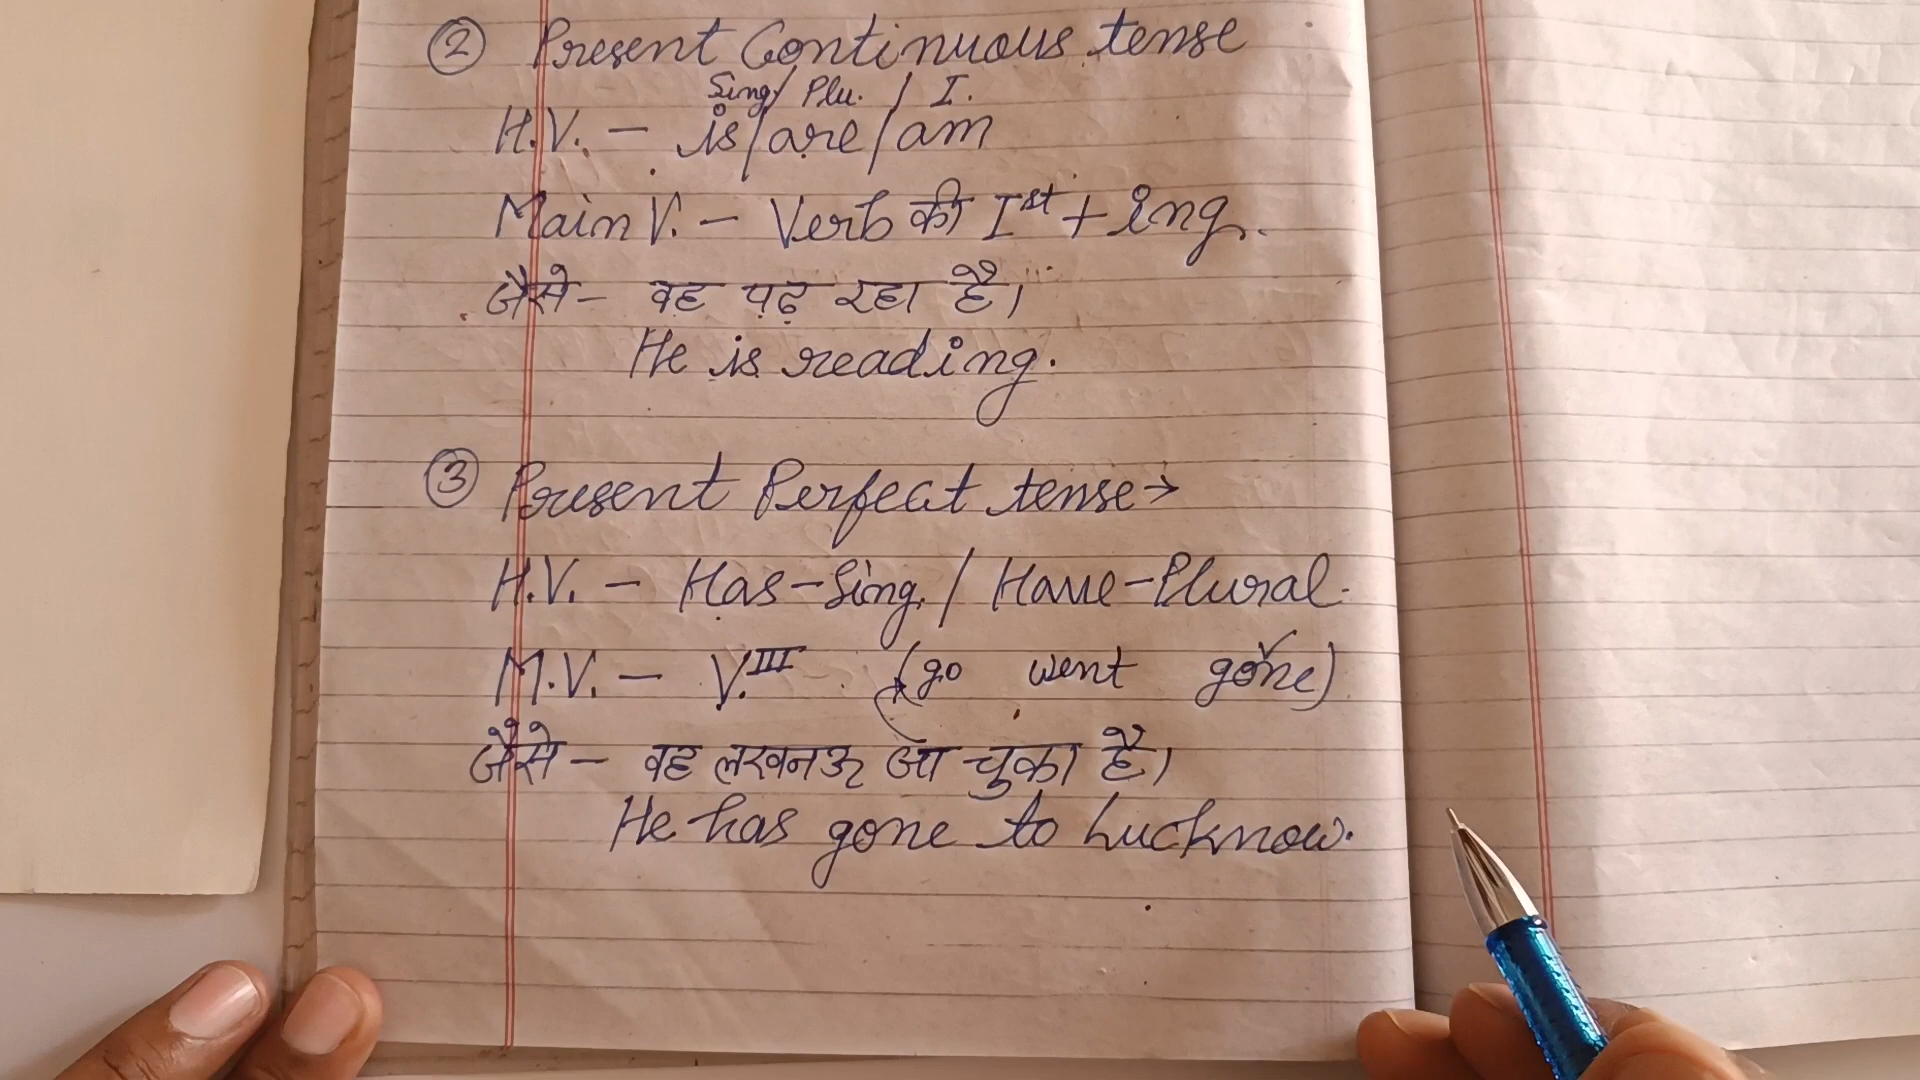 ② Present Continuous tense
Sing/ Plu. / I.
H.V. – is/are/am
Main V. – Verb की Ist + ing.
जैसे – वह पढ़ रहा है।
He is reading.
③ Present Perfect tense→
H.V. – Has-Sing. / Have-Plural.
M.V. – V.III (go went gone)
जैसे – वह लखनऊ जा चुका है।
He has gone to Lucknow.